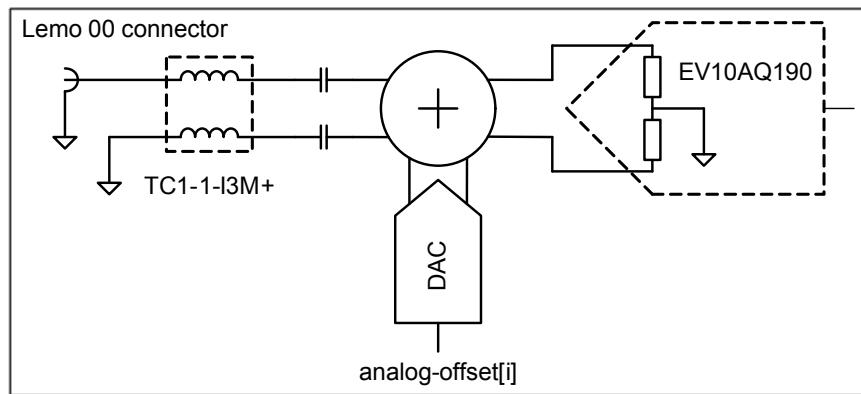 Lemo 00 connector
EV10AQ190
TC1-1-I3M+
DAC
analog-offset[i]